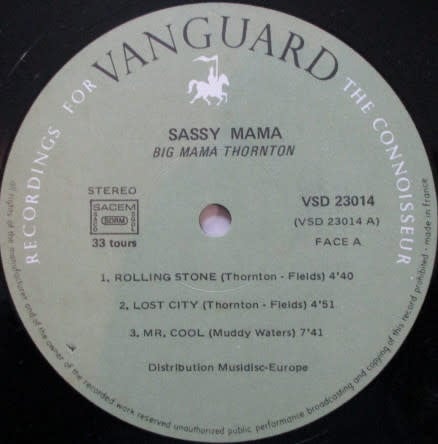 RECORDINGS FOR VANGUARD THE CONNOISSEUR
SASSY MAMA
BIG MAMA THORNTON
STEREO
SACEM
SACD SDRM SGDL
33 tours
VSD 23014
(VSD 23014 A)
FACE A
1. ROLLING STONE (Thornton - Fields) 4'40
2. LOST CITY (Thornton - Fields) 4'51
3. MR. COOL (Muddy Waters) 7'41
Distribution Musidisc-Europe
All rights of the manufacturer and of the owner of the recorded work reserved unauthorized public performance broadcasting and copying of this record prohibited - made in France